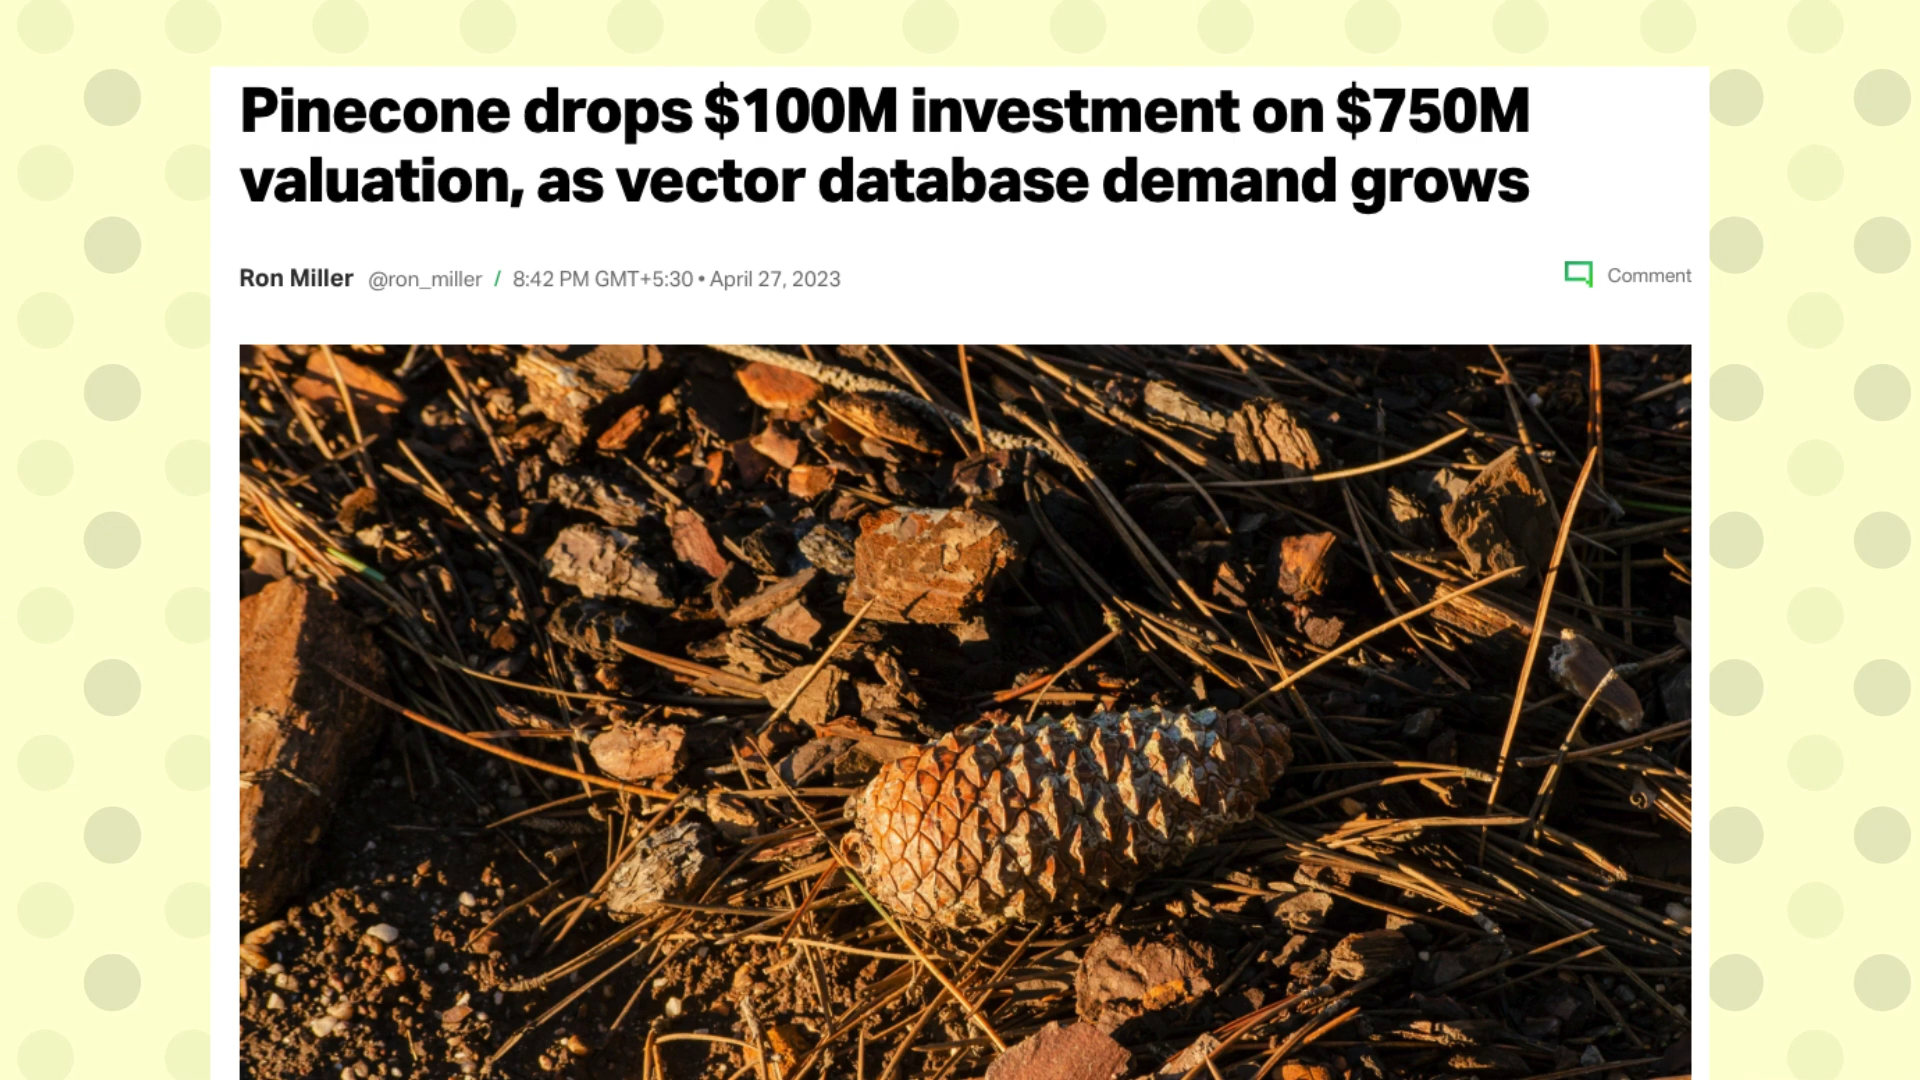 Pinecone drops $100M investment on $750M
valuation, as vector database demand grows
Ron Miller @ron_miller / 8:42 PM GMT+5:30 • April 27, 2023
Comment